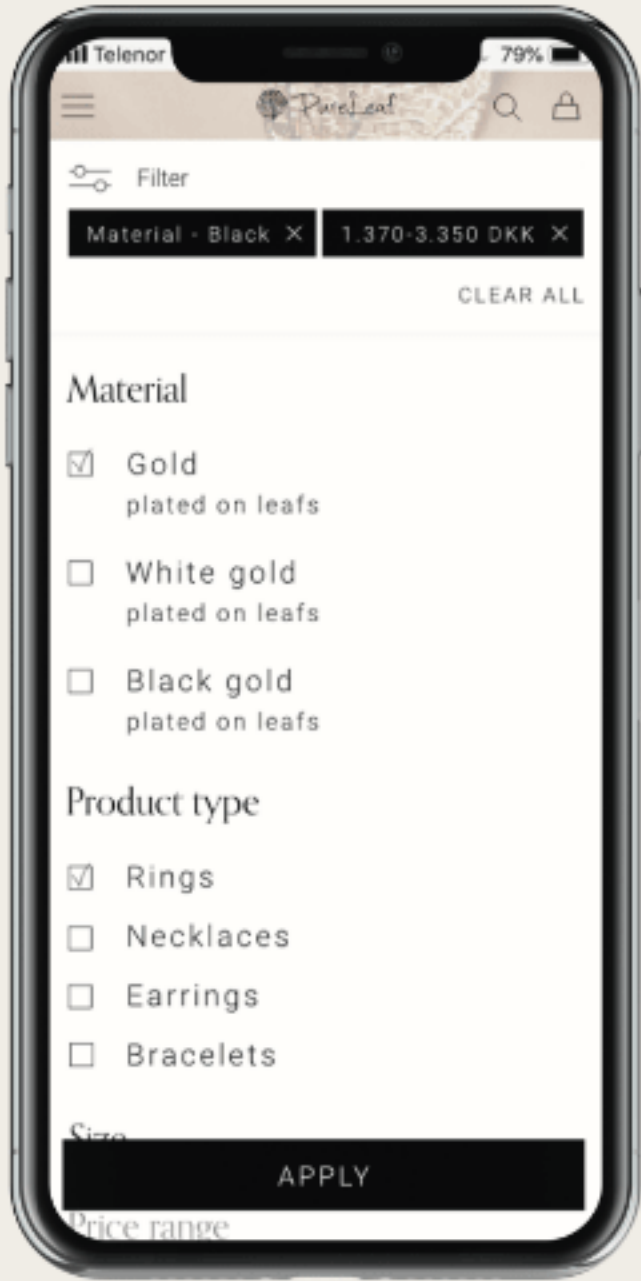 Telenor
79%
PureLeaf
Filter
Material - Black ×
1.370-3.350 DKK ×
CLEAR ALL
Material
Gold
plated on leafs
White gold
plated on leafs
Black gold
plated on leafs
Product type
Rings
Necklaces
Earrings
Bracelets
Size
APPLY
Price range